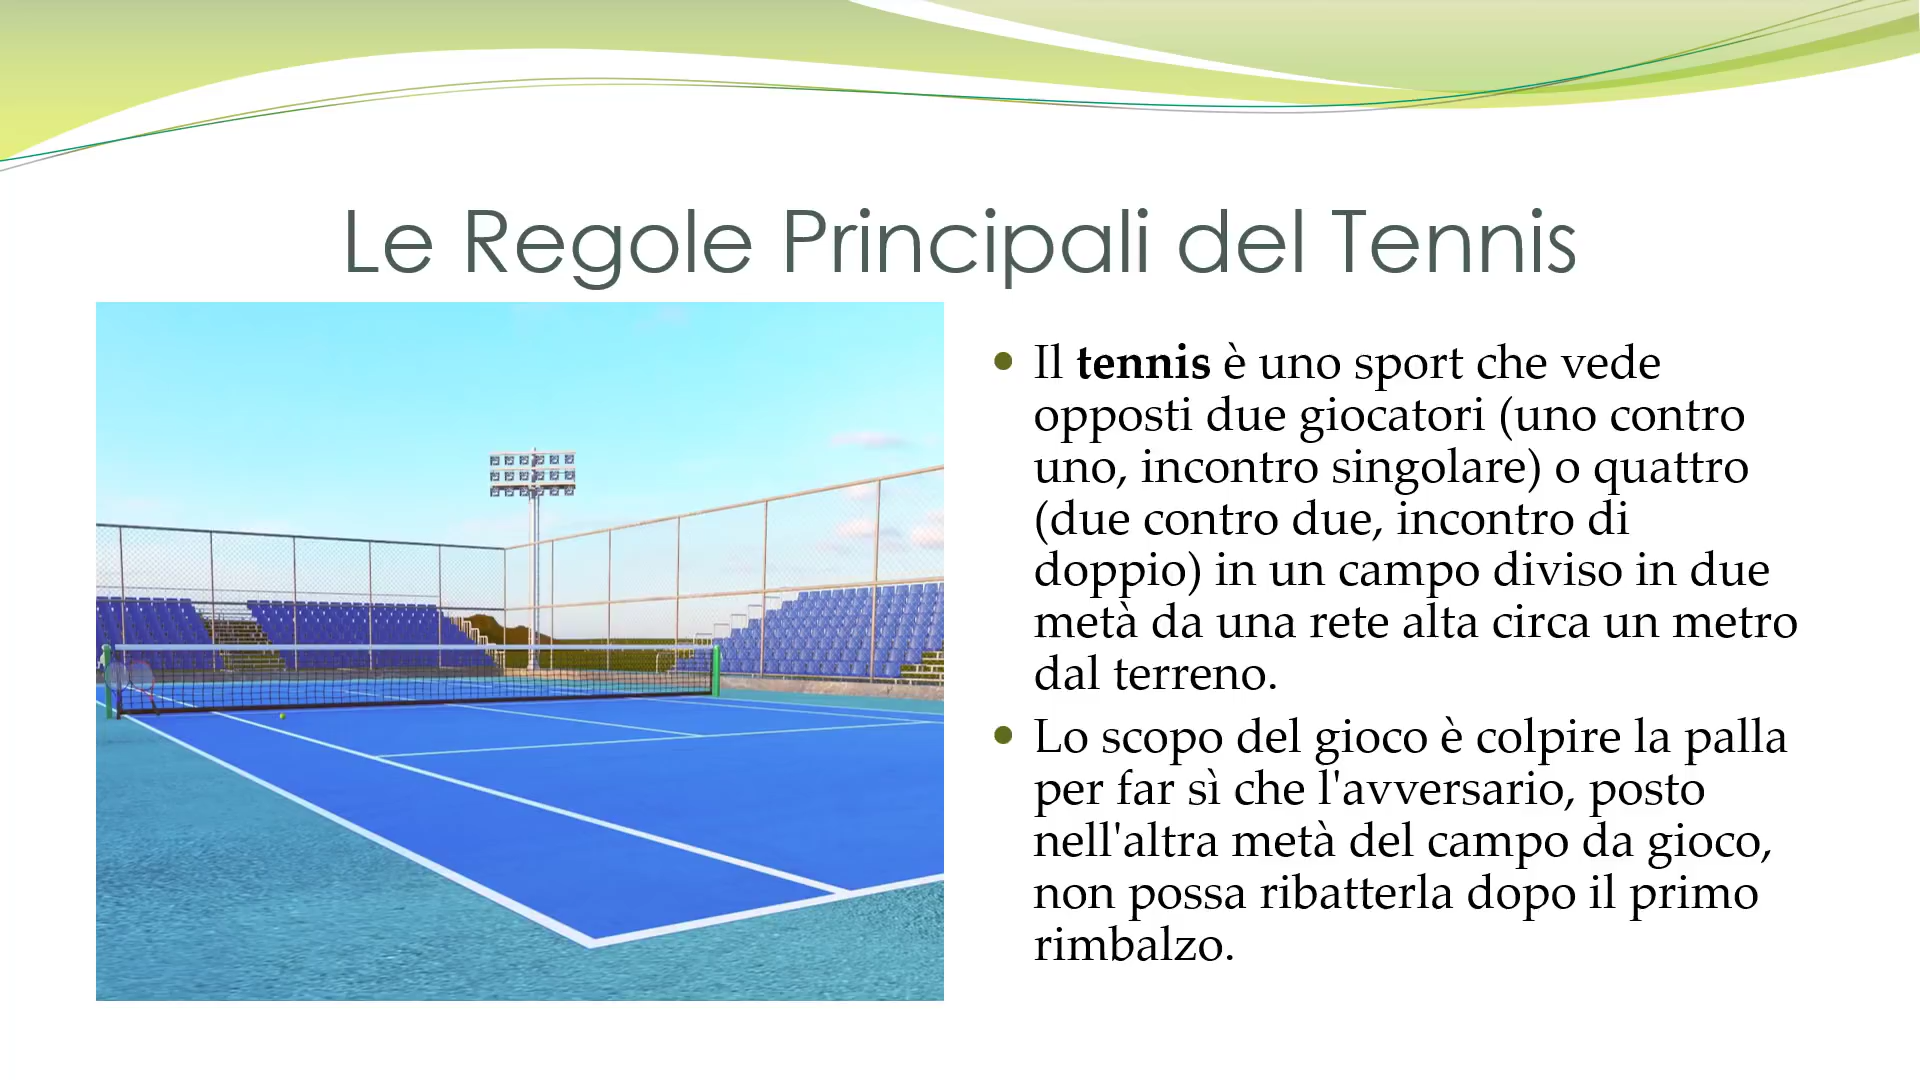 Le Regole Principali del Tennis
• Il tennis è uno sport che vede
opposti due giocatori (uno contro
uno, incontro singolare) o quattro
(due contro due, incontro di
doppio) in un campo diviso in due
metà da una rete alta circa un metro
dal terreno.
• Lo scopo del gioco è colpire la palla
per far sì che l'avversario, posto
nell'altra metà del campo da gioco,
non possa ribatterla dopo il primo
rimbalzo.